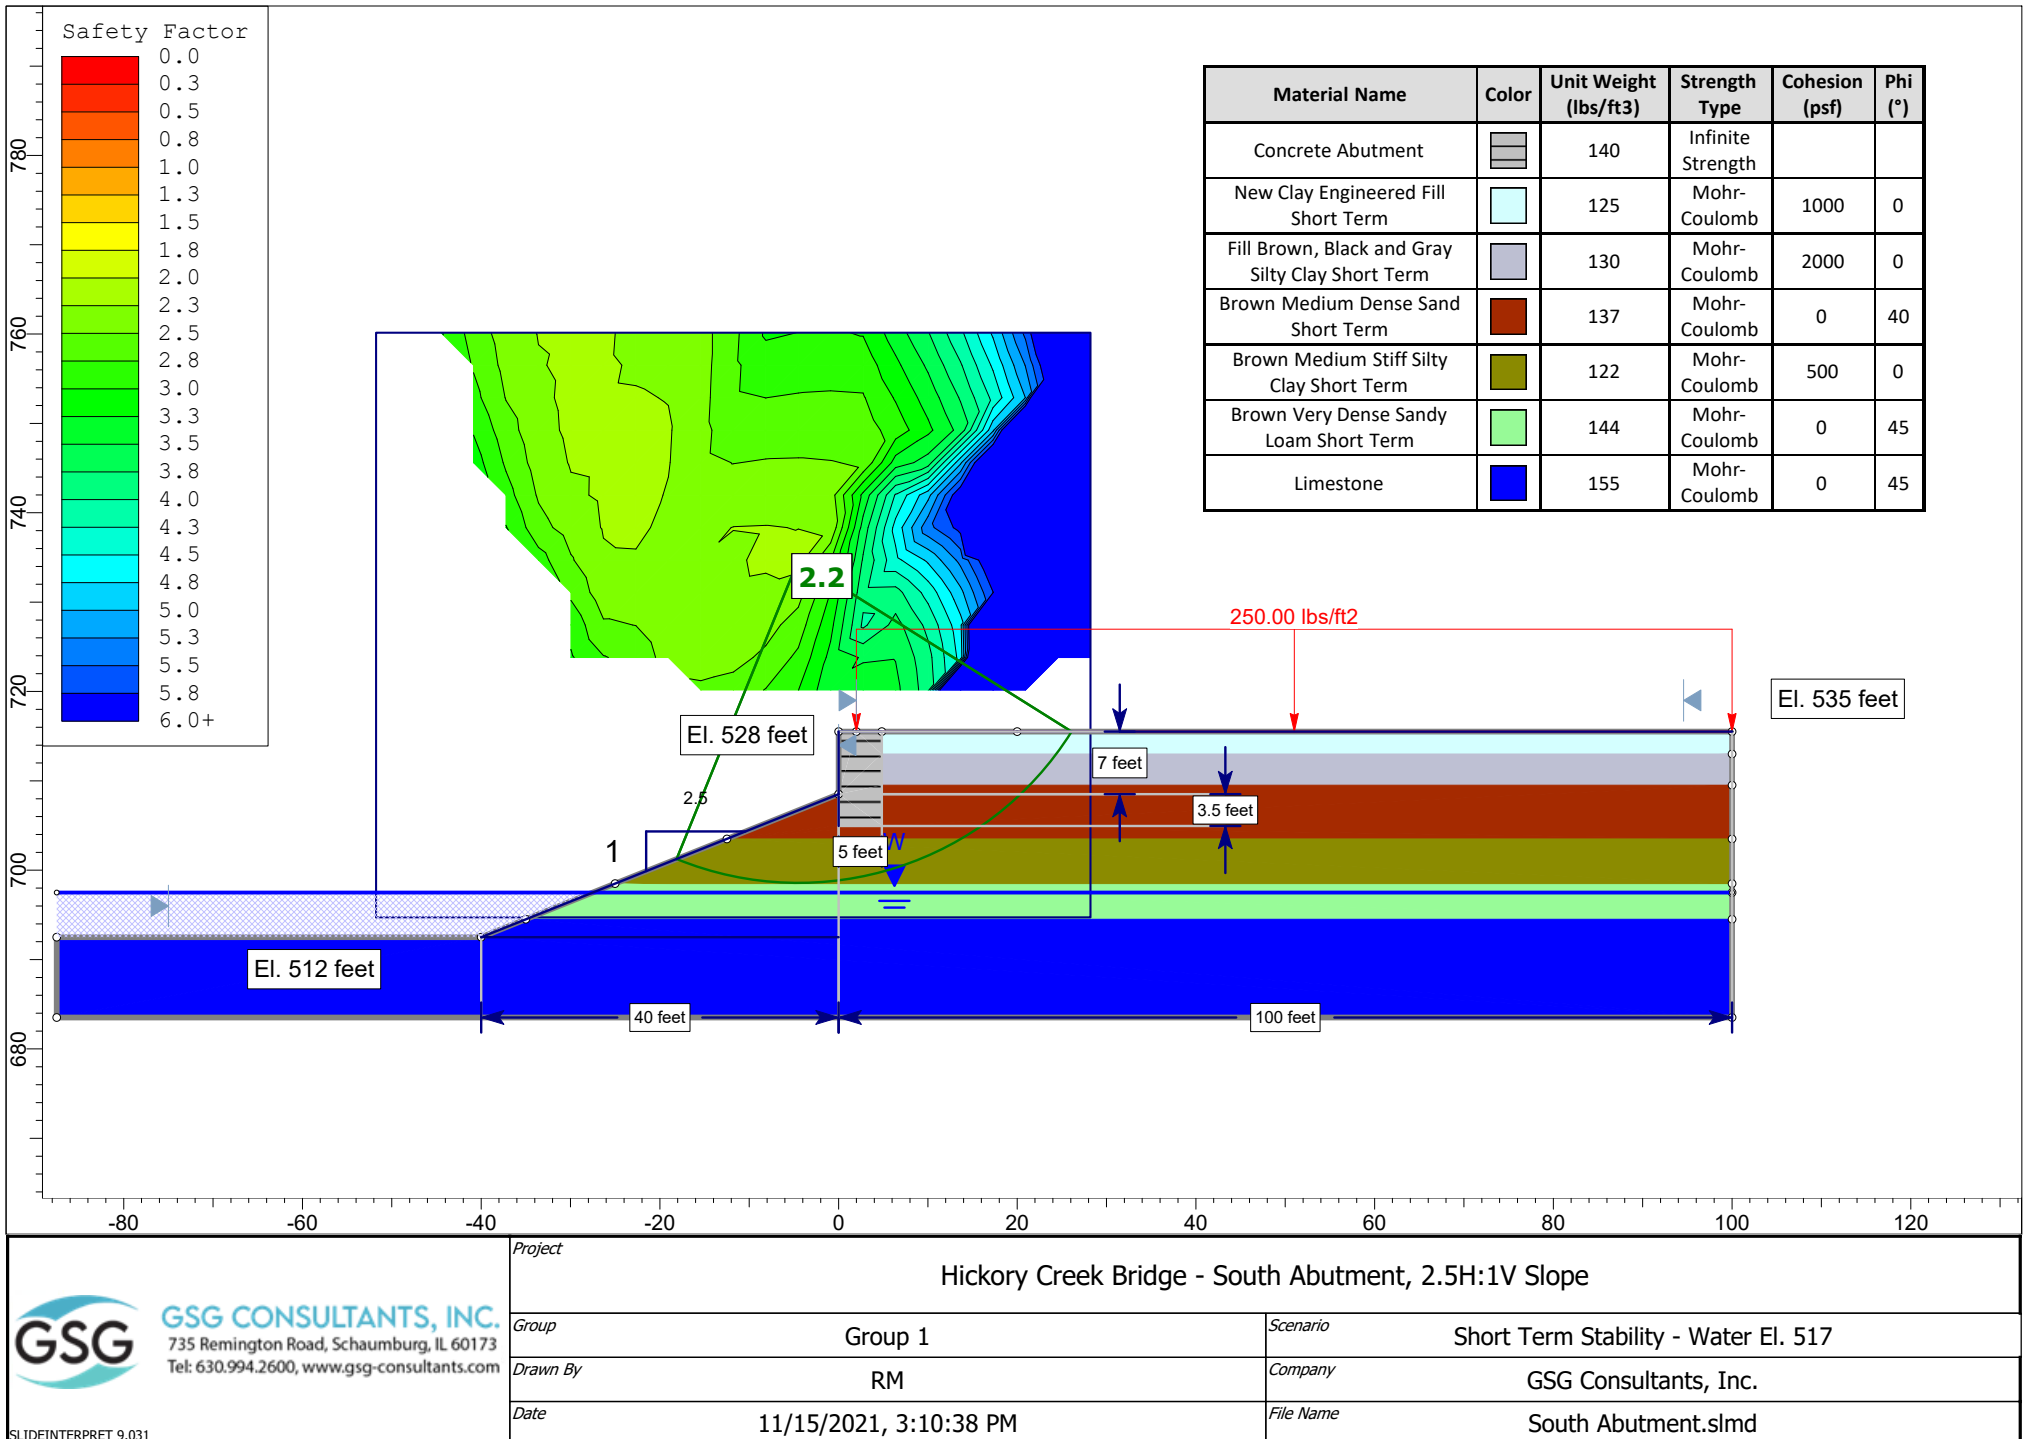 Safety Factor
0.0
0.3
0.5
0.8
1.0
1.3
1.5
1.8
2.0
2.3
2.5
2.8
3.0
3.3
3.5
3.8
4.0
4.3
4.5
4.8
5.0
5.3
5.5
5.8
6.0+
780
760
740
720
700
680
Material Name Color Unit Weight (lbs/ft3) Strength Type Cohesion (psf) Phi (°)
Concrete Abutment 140 Infinite Strength
New Clay Engineered Fill Short Term 125 Mohr-Coulomb 1000 0
Fill Brown, Black and Gray Silty Clay Short Term 130 Mohr-Coulomb 2000 0
Brown Medium Dense Sand Short Term 137 Mohr-Coulomb 0 40
Brown Medium Stiff Silty Clay Short Term 122 Mohr-Coulomb 500 0
Brown Very Dense Sandy Loam Short Term 144 Mohr-Coulomb 0 45
Limestone 155 Mohr-Coulomb 0 45
2.2
250.00 lbs/ft2
El. 528 feet
El. 535 feet
7 feet
2.5
3.5 feet
1
5 feet
W
El. 512 feet
40 feet
100 feet
-80 -60 -40 -20 0 20 40 60 80 100 120
GSG
GSG CONSULTANTS, INC.
735 Remington Road, Schaumburg, IL 60173
Tel: 630.994.2600, www.gsg-consultants.com
SLIDEINTERPRET 9.031
Project
Hickory Creek Bridge - South Abutment, 2.5H:1V Slope
Group
Group 1
Scenario
Short Term Stability - Water El. 517
Drawn By
RM
Company
GSG Consultants, Inc.
Date
11/15/2021, 3:10:38 PM
File Name
South Abutment.slmd